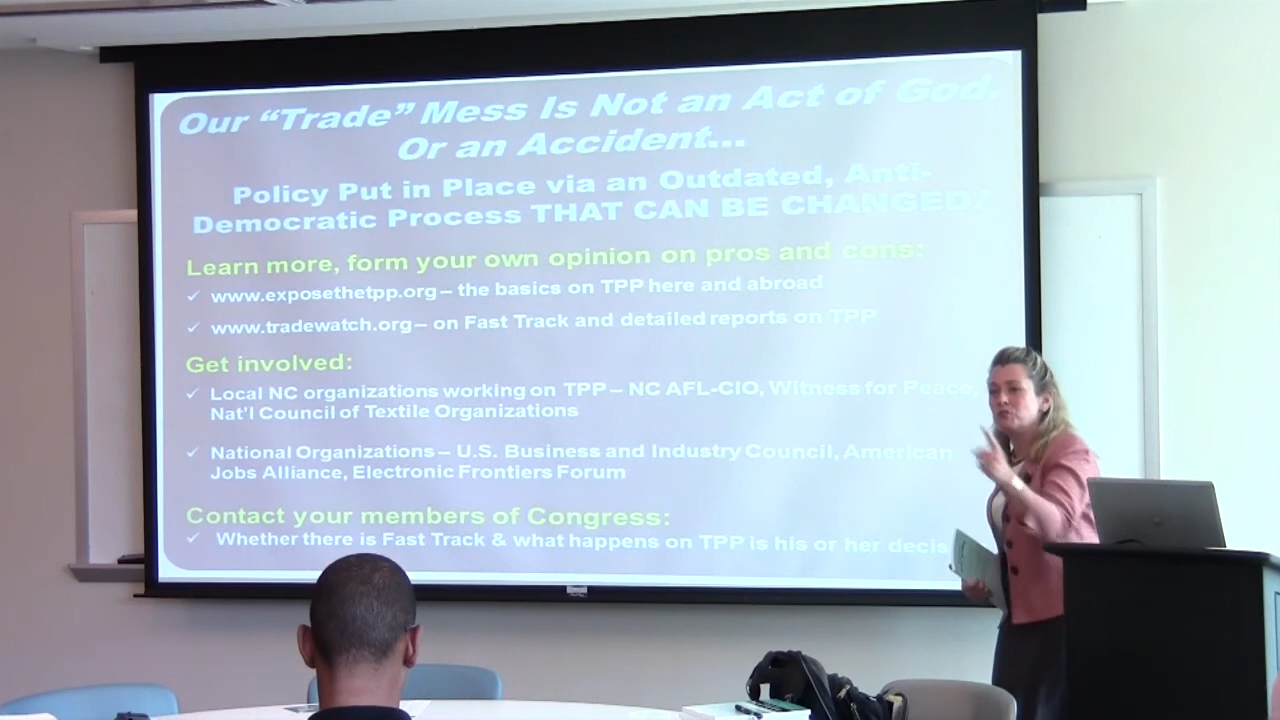 Our “Trade” Mess Is Not an Act of God,
Or an Accident...
Policy Put in Place via an Outdated, Anti-
Democratic Process THAT CAN BE CHANGED!
Learn more, form your own opinion on pros and cons:
✓ www.exposethetpp.org – the basics on TPP here and abroad
✓ www.tradewatch.org – on Fast Track and detailed reports on TPP
Get involved:
✓ Local NC organizations working on TPP – NC AFL-CIO, Witness for Peace,
Nat'l Council of Textile Organizations
✓ National Organizations – U.S. Business and Industry Council, American
Jobs Alliance, Electronic Frontiers Forum
Contact your members of Congress:
✓ Whether there is Fast Track & what happens on TPP is his or her decis